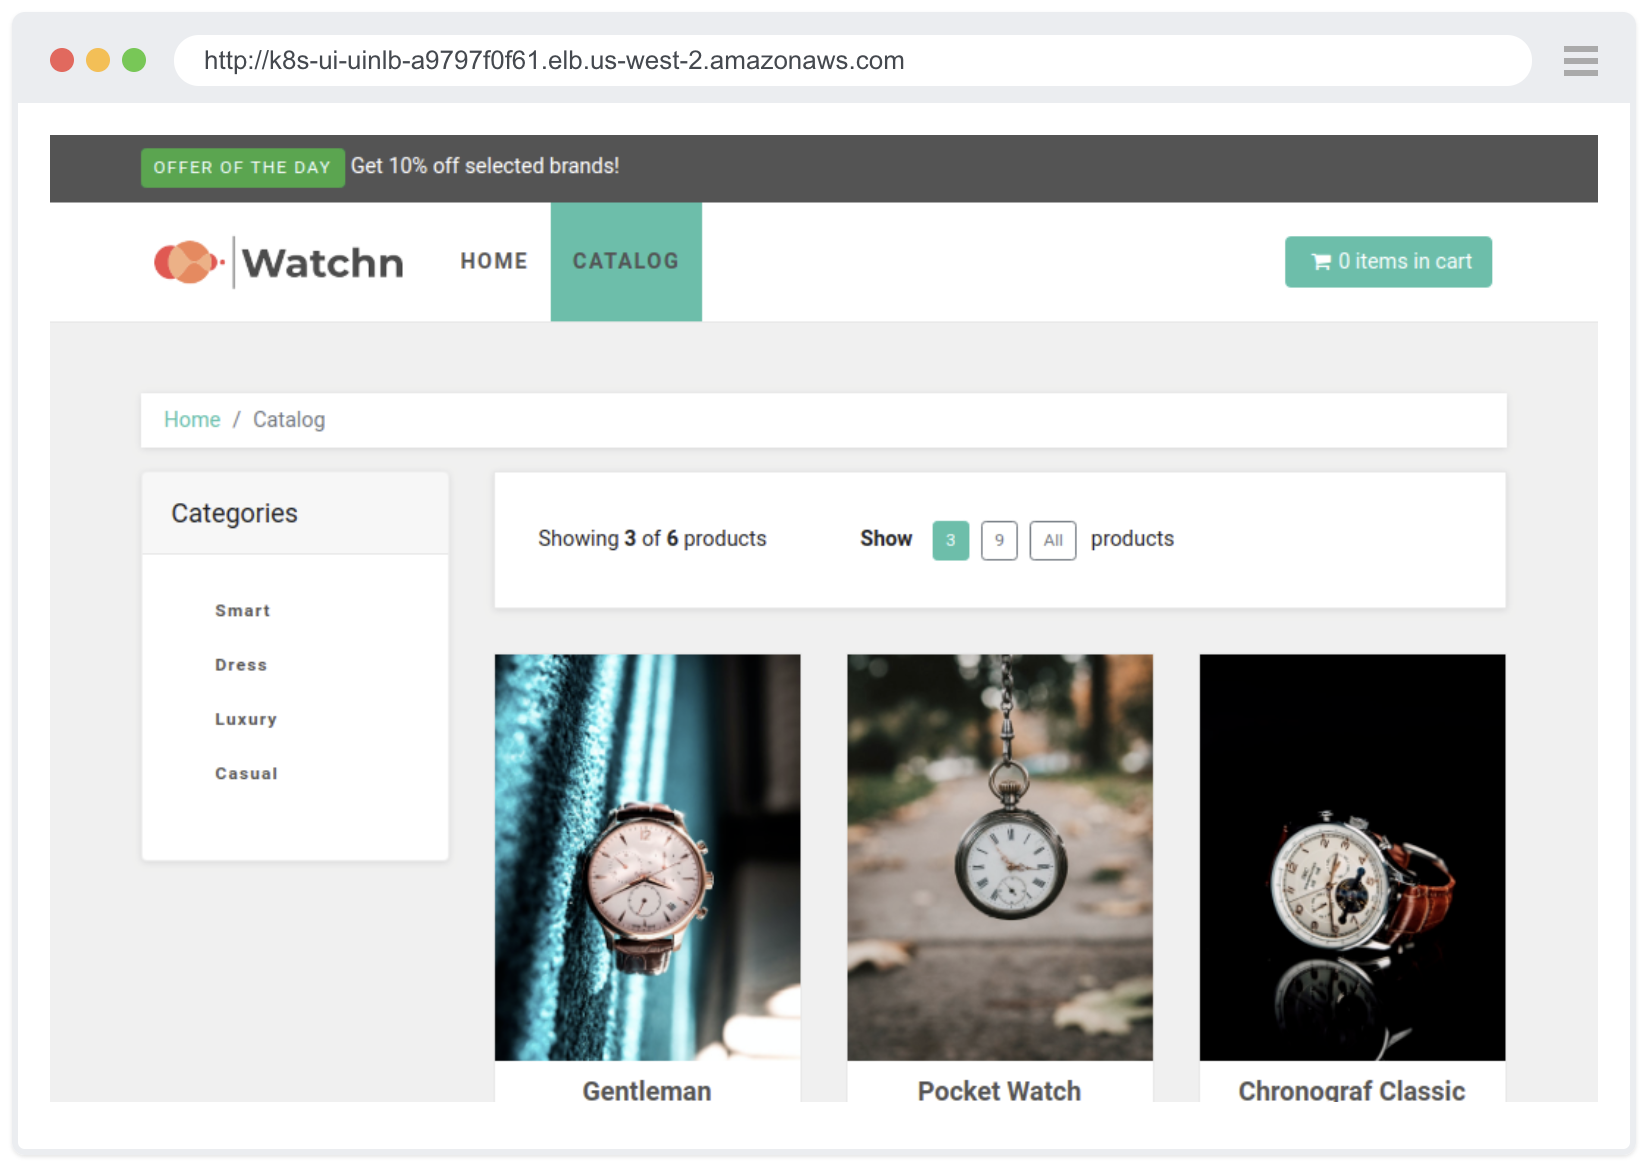 http://k8s-ui-uinlb-a9797f0f61.elb.us-west-2.amazonaws.com
OFFER OF THE DAY Get 10% off selected brands!
Watchn HOME CATALOG 0 items in cart
Home / Catalog
Categories
Smart
Dress
Luxury
Casual
Showing 3 of 6 products Show 3 9 All products
Gentleman Pocket Watch Chronograf Classic